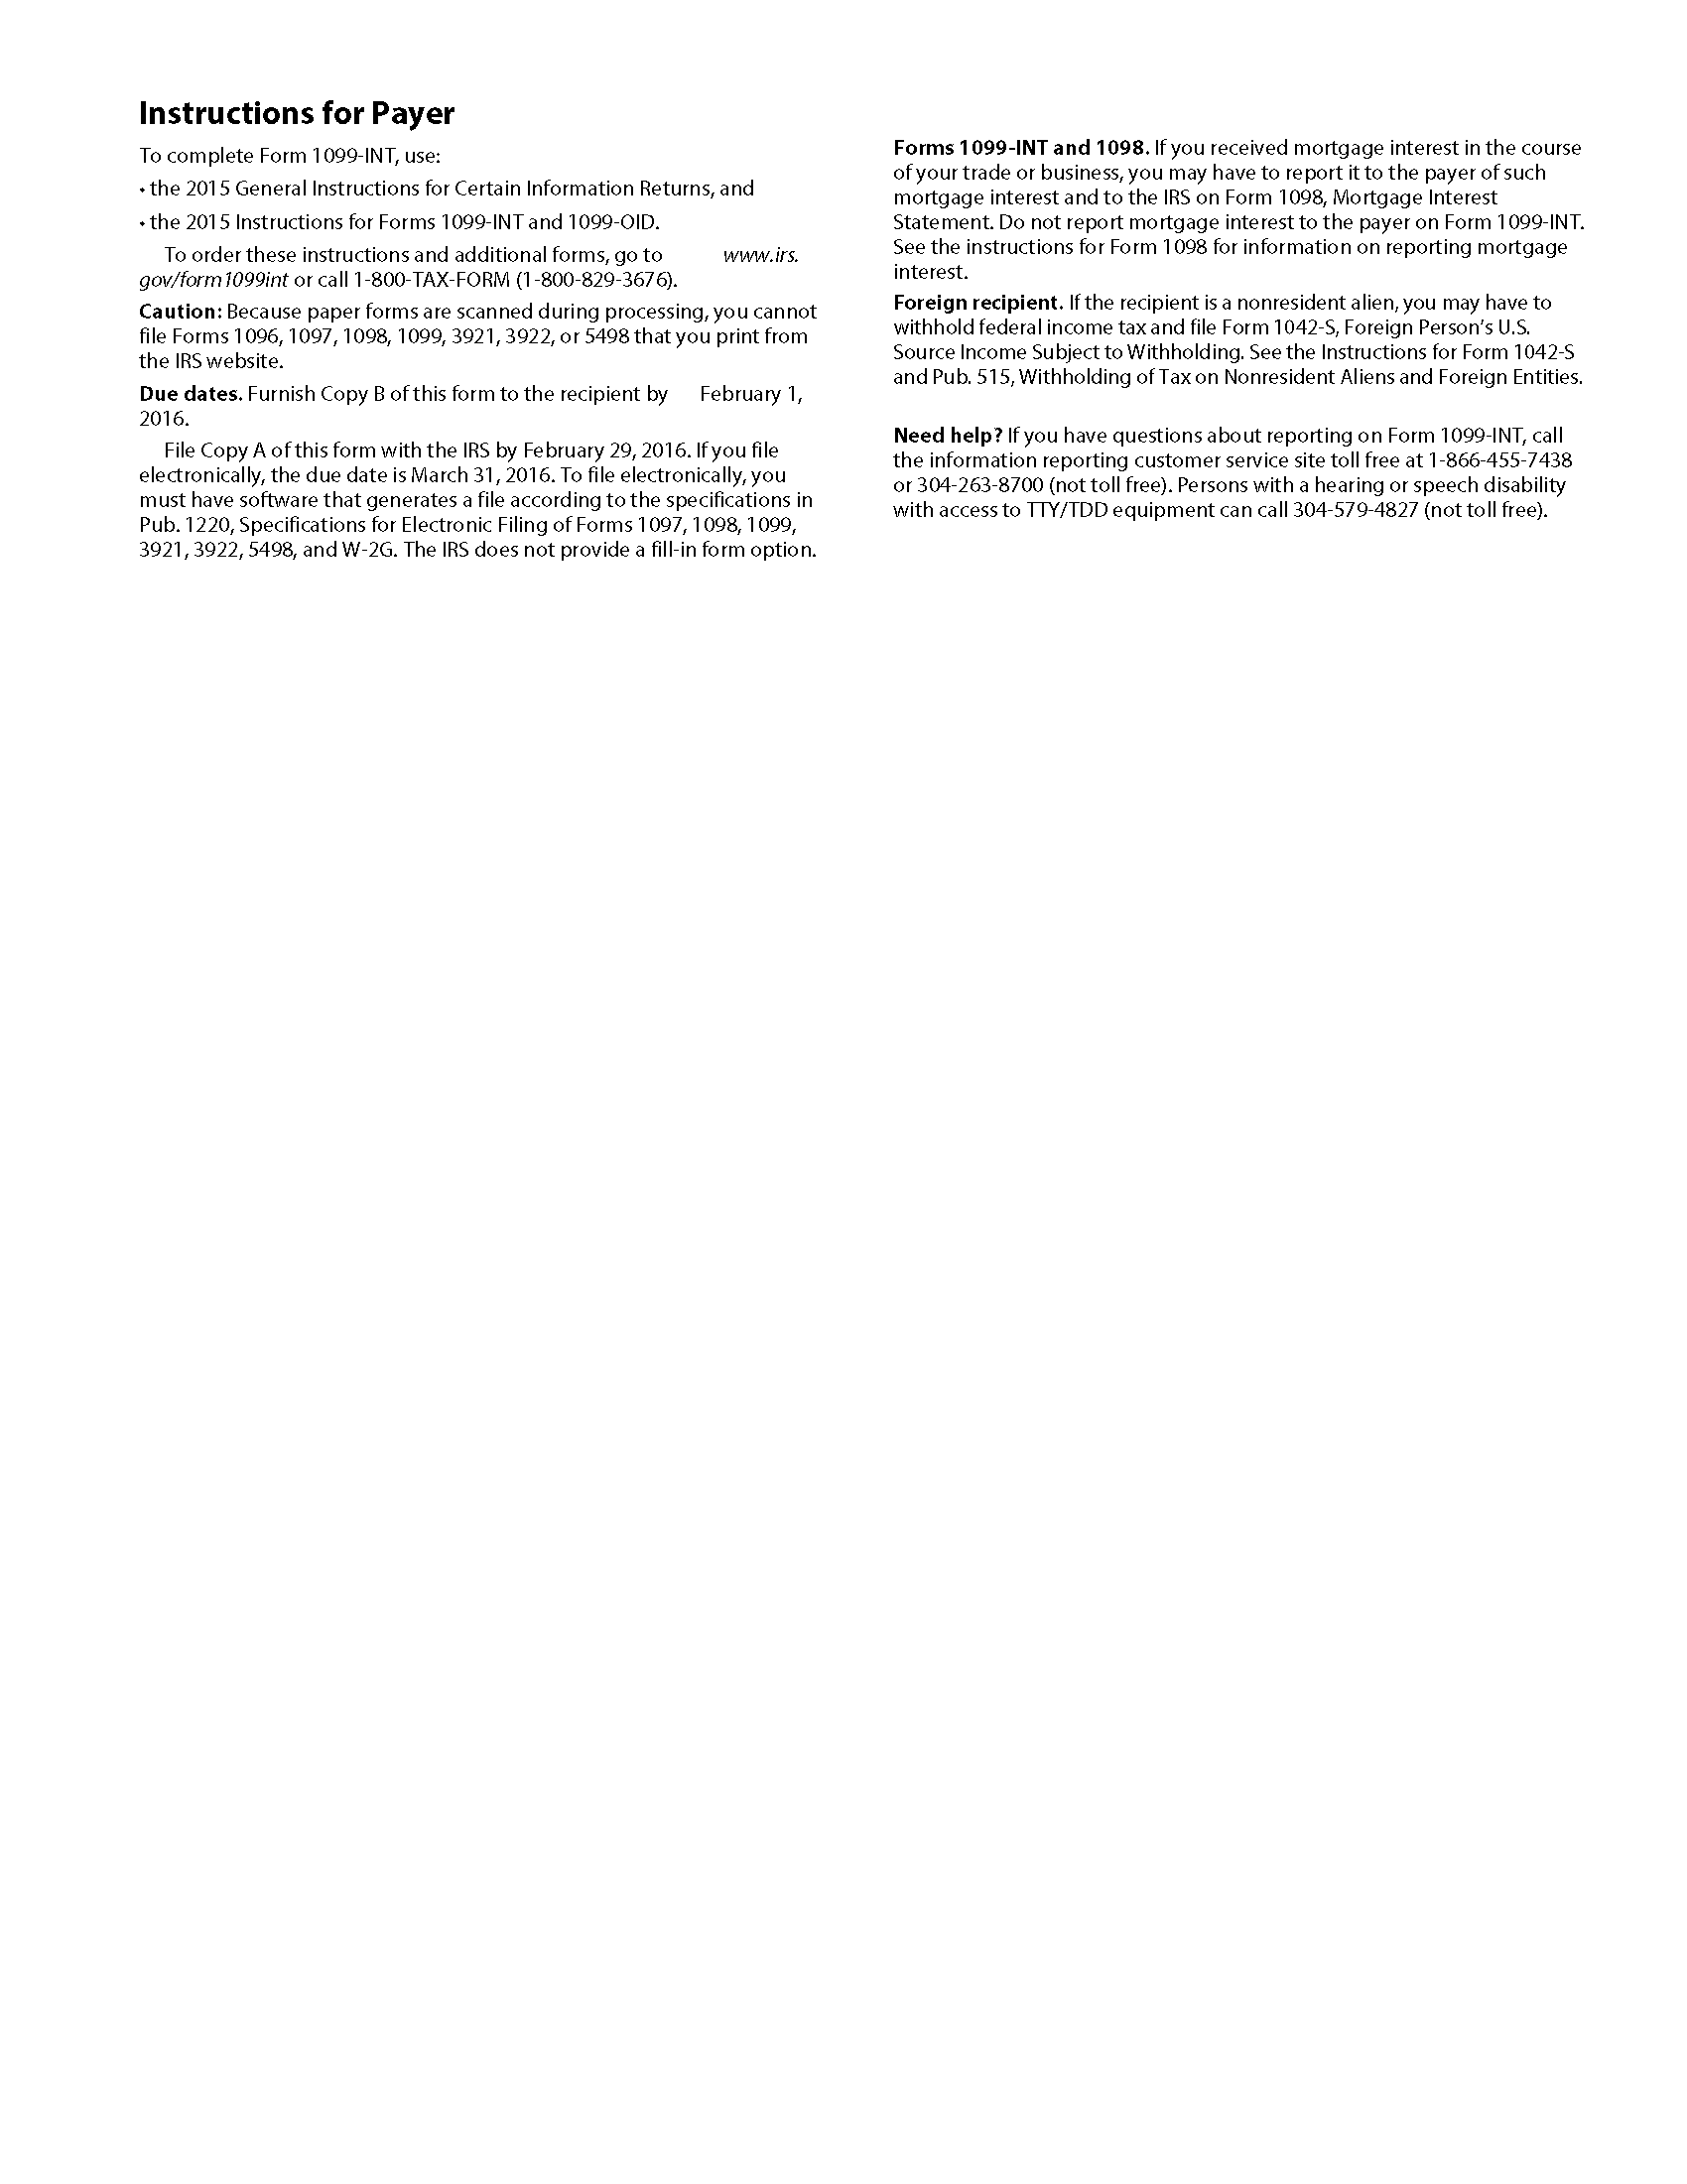 Instructions for Payer
To complete Form 1099-INT, use:
• the 2015 General Instructions for Certain Information Returns, and
• the 2015 Instructions for Forms 1099-INT and 1099-OID.
To order these instructions and additional forms, go to www.irs.
gov/form1099int or call 1-800-TAX-FORM (1-800-829-3676).
Caution: Because paper forms are scanned during processing, you cannot
file Forms 1096, 1097, 1098, 1099, 3921, 3922, or 5498 that you print from
the IRS website.
Due dates. Furnish Copy B of this form to the recipient by February 1,
2016.
File Copy A of this form with the IRS by February 29, 2016. If you file
electronically, the due date is March 31, 2016. To file electronically, you
must have software that generates a file according to the specifications in
Pub. 1220, Specifications for Electronic Filing of Forms 1097, 1098, 1099,
3921, 3922, 5498, and W-2G. The IRS does not provide a fill-in form option.
Forms 1099-INT and 1098. If you received mortgage interest in the course
of your trade or business, you may have to report it to the payer of such
mortgage interest and to the IRS on Form 1098, Mortgage Interest
Statement. Do not report mortgage interest to the payer on Form 1099-INT.
See the instructions for Form 1098 for information on reporting mortgage
interest.
Foreign recipient. If the recipient is a nonresident alien, you may have to
withhold federal income tax and file Form 1042-S, Foreign Person's U.S.
Source Income Subject to Withholding. See the Instructions for Form 1042-S
and Pub. 515, Withholding of Tax on Nonresident Aliens and Foreign Entities.
Need help? If you have questions about reporting on Form 1099-INT, call
the information reporting customer service site toll free at 1-866-455-7438
or 304-263-8700 (not toll free). Persons with a hearing or speech disability
with access to TTY/TDD equipment can call 304-579-4827 (not toll free).